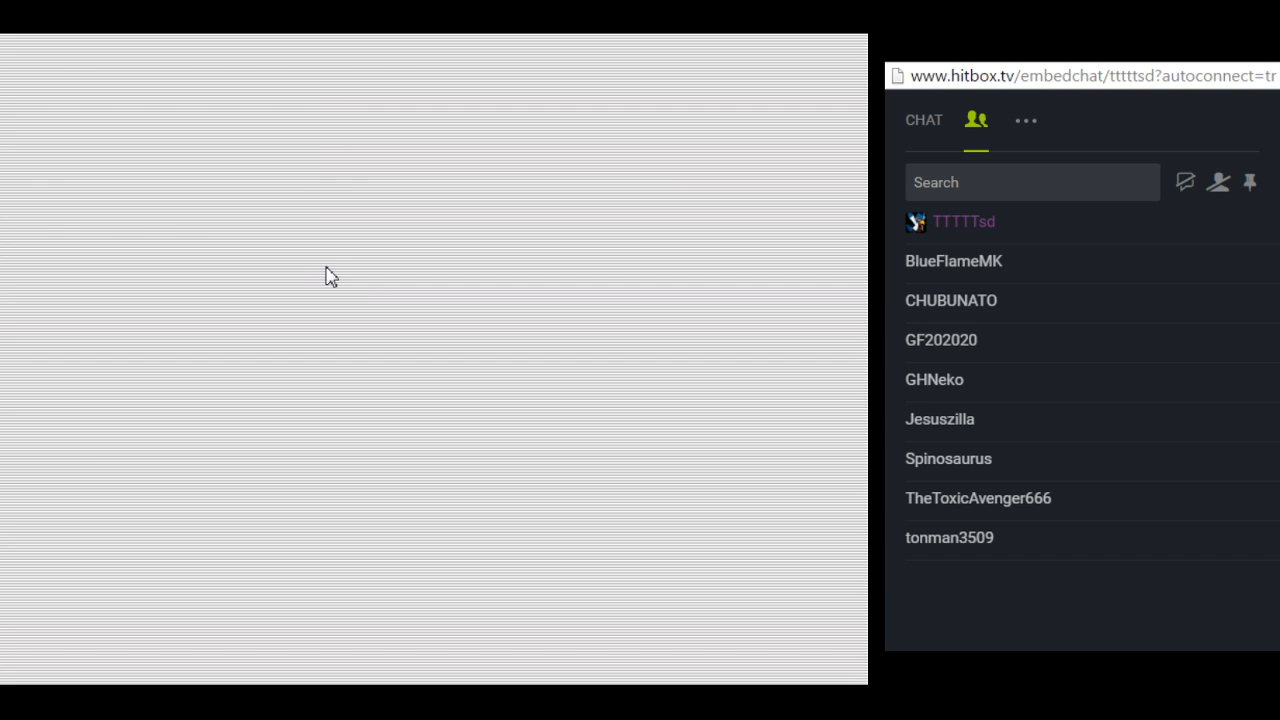 www.hitbox.tv/embedchat/tttttsd?autoconnect=tr
CHAT
Search
TTTTTsd
BlueFlameMK
CHUBUNATO
GF202020
GHNeko
Jesuszilla
Spinosaurus
TheToxicAvenger666
tonman3509